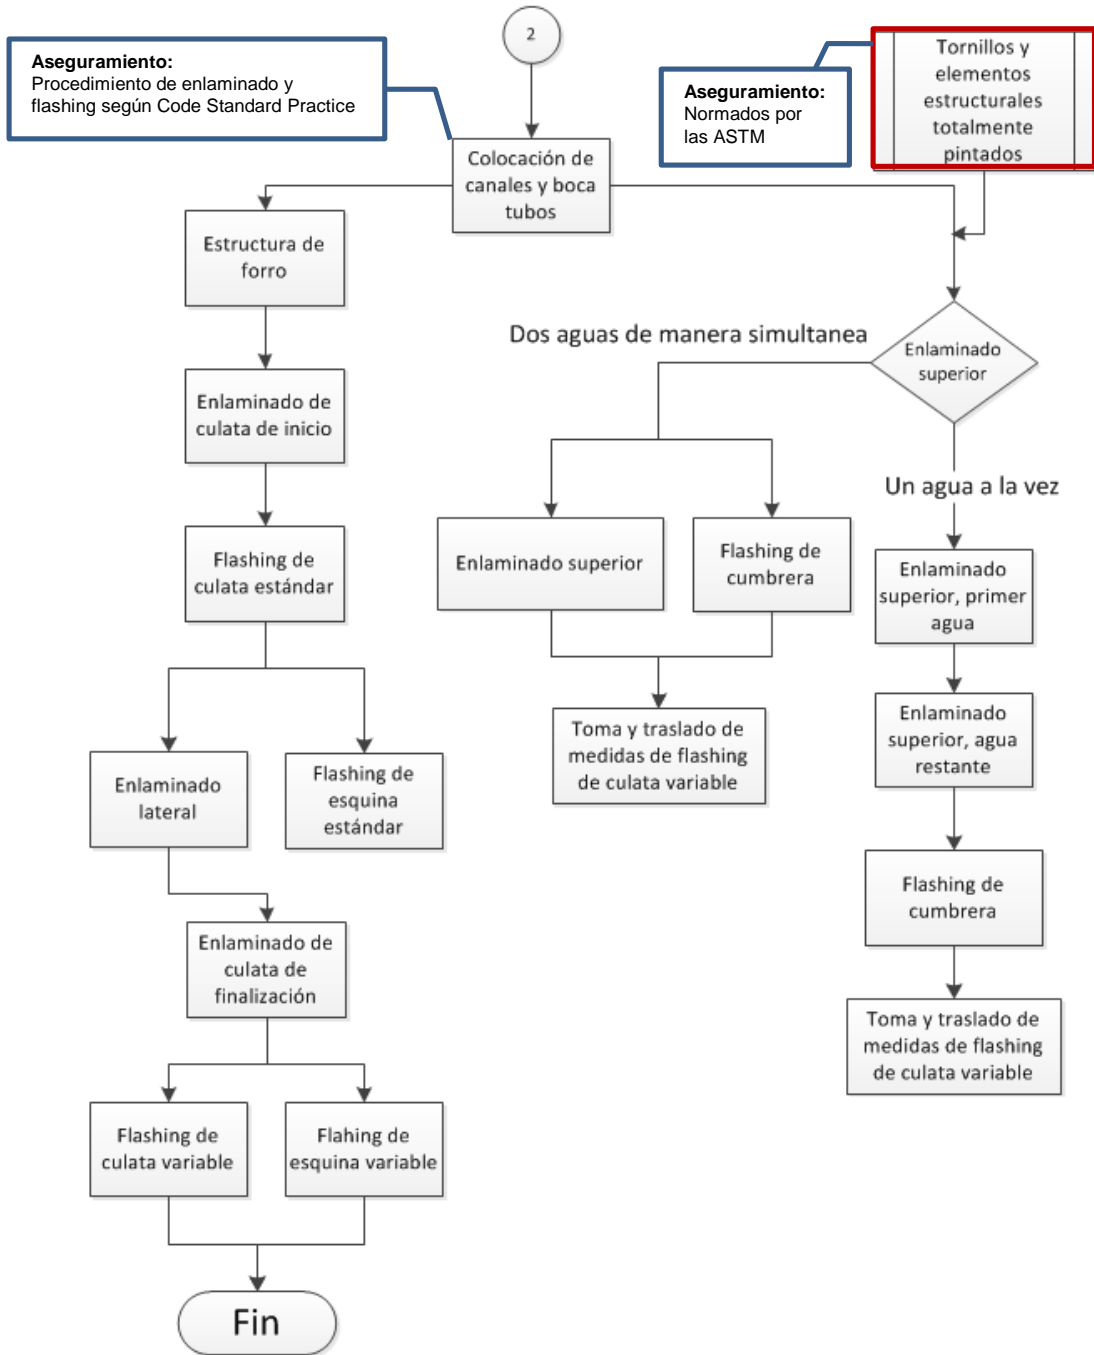 2
Aseguramiento:
Procedimiento de enlaminado y
flashing según Code Standard Practice
Aseguramiento:
Normados por
las ASTM
Tornillos y
elementos
estructurales
totalmente
pintados
Colocación de
canales y boca
tubos
Estructura de
forro
Dos aguas de manera simultanea
Enlaminado
superior
Enlaminado de
culata de inicio
Un agua a la vez
Flashing de
culata estándar
Enlaminado superior
Flashing de
cumbrera
Enlaminado
superior, primer
agua
Enlaminado
superior, agua
restante
Toma y traslado de
medidas de flashing
de culata variable
Enlaminado
lateral
Flashing de
esquina
estándar
Flashing de
cumbrera
Enlaminado de
culata de
finalización
Toma y traslado de
medidas de flashing
de culata variable
Flashing de
culata variable
Flahing de
esquina variable
Fin